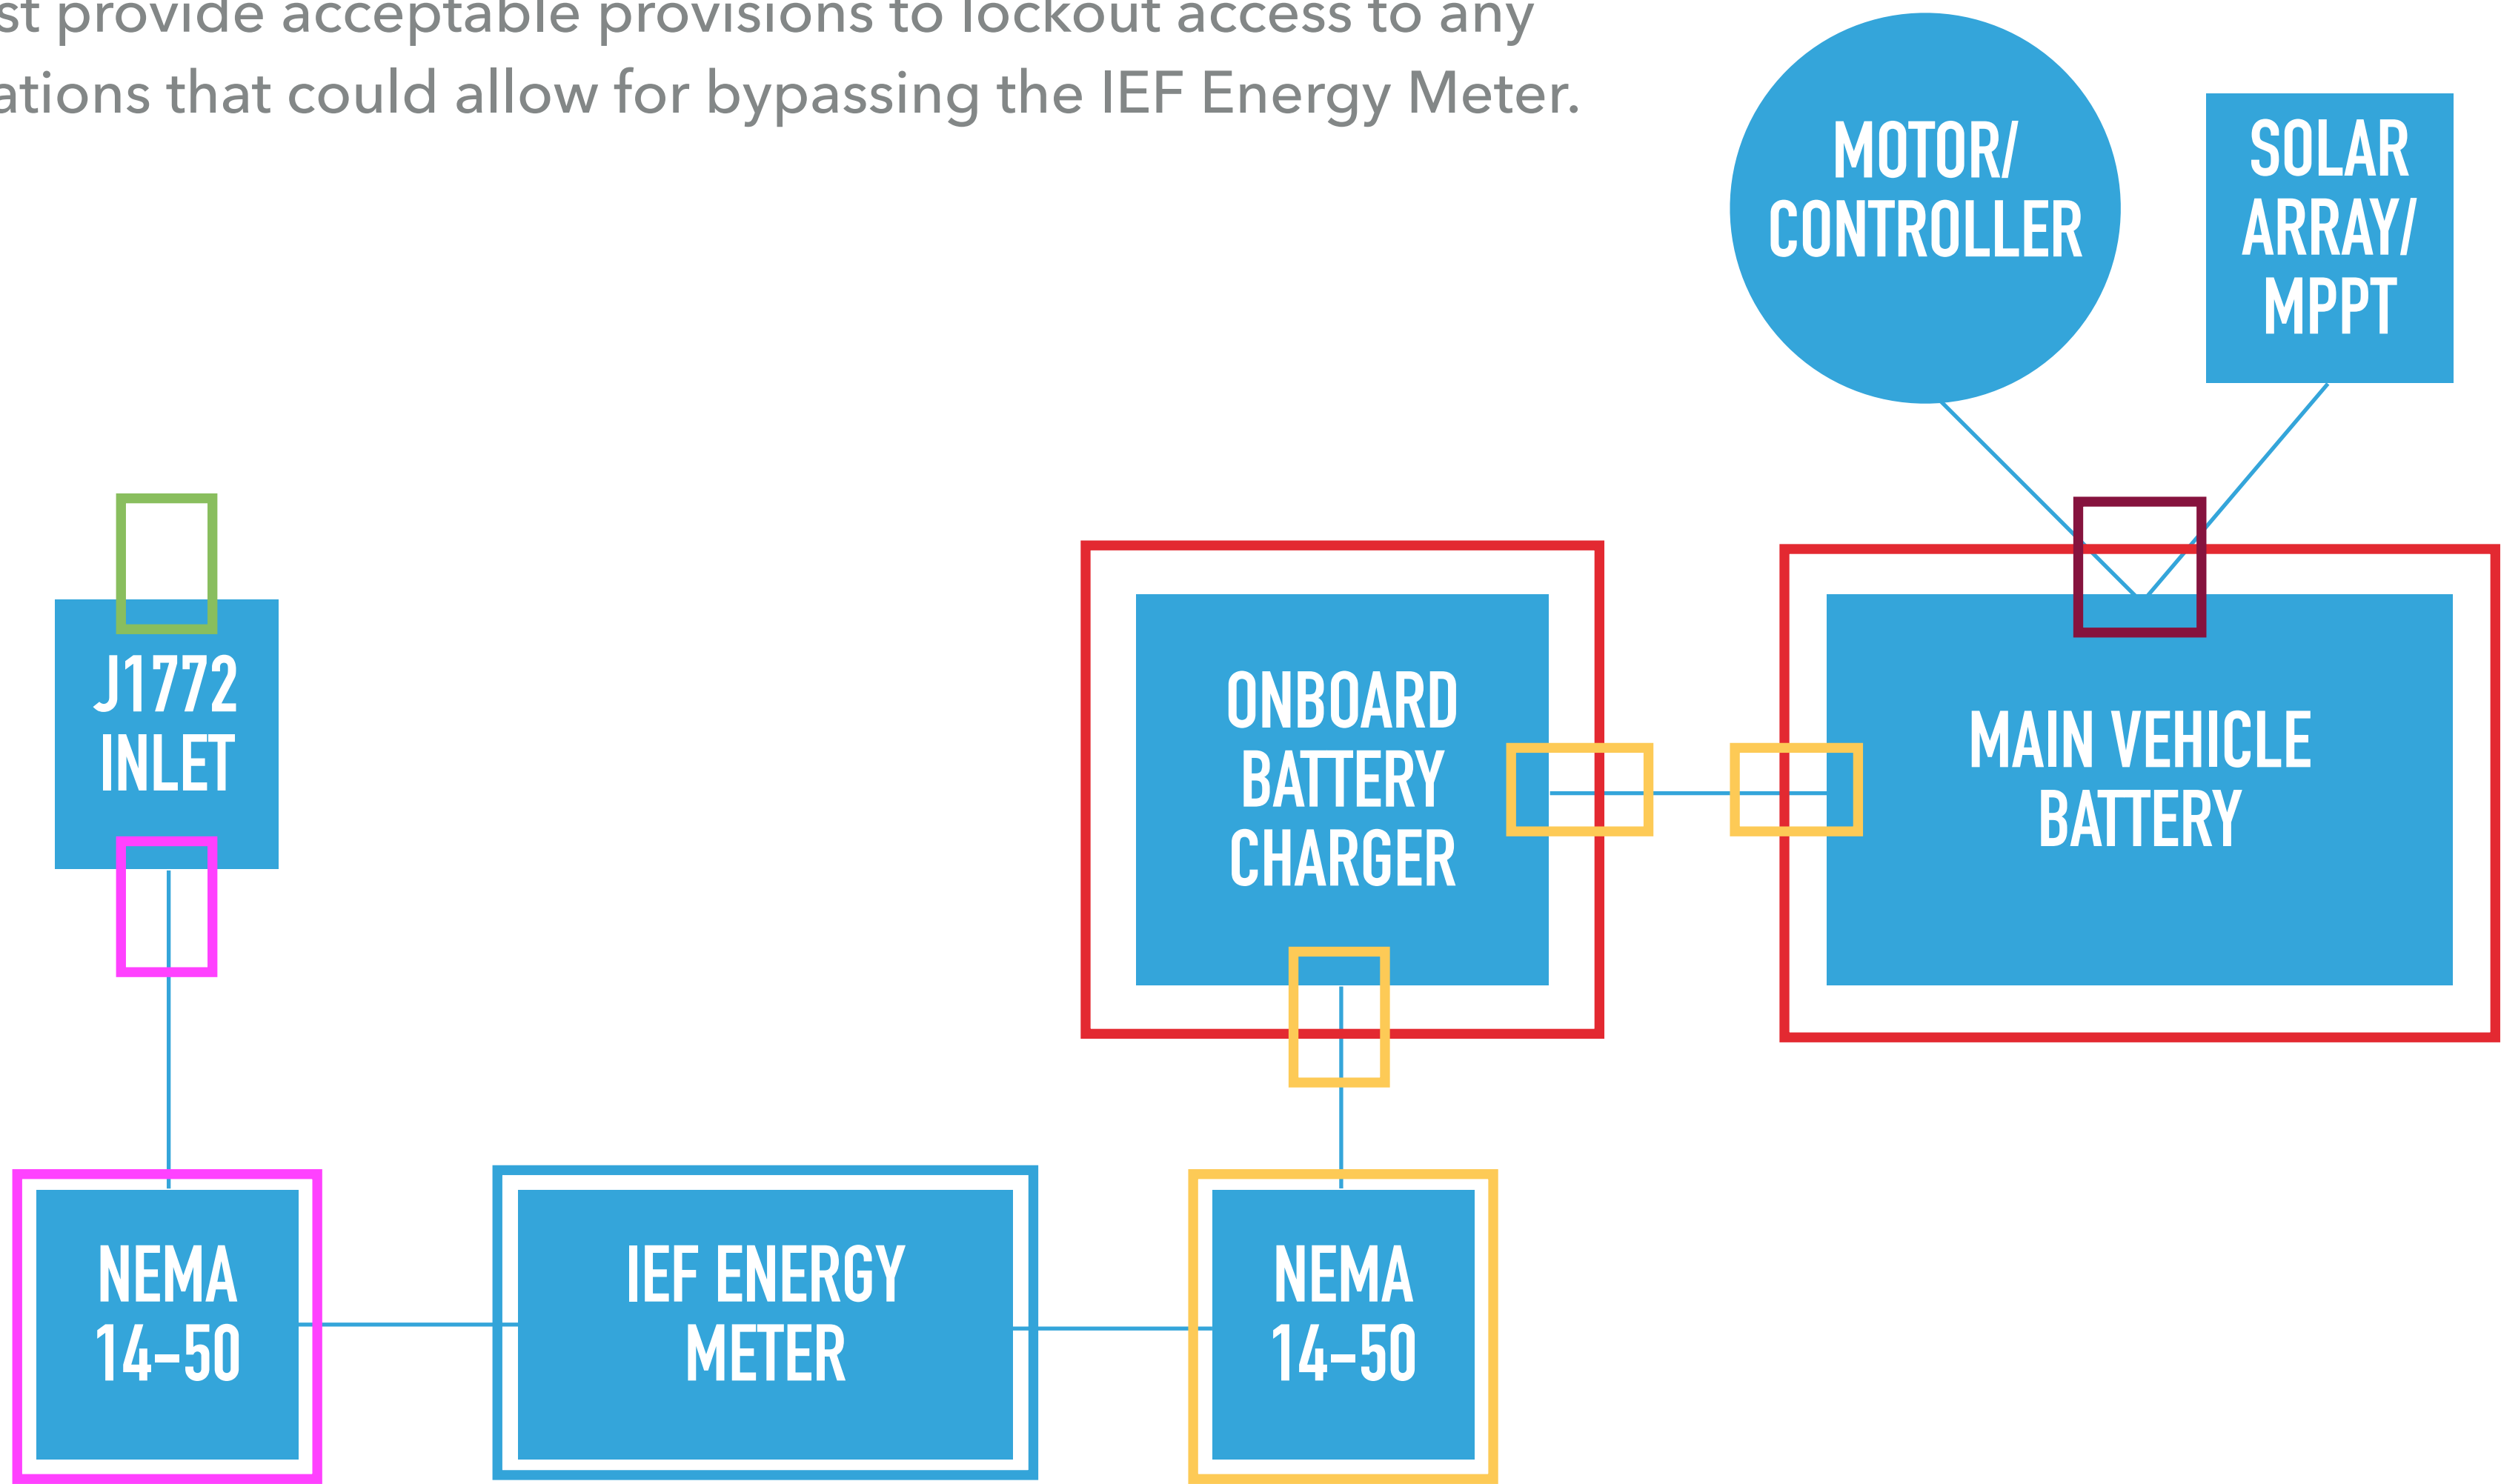 st provide acceptable provisions to lockout access to any
ations that could allow for bypassing the IEF Energy Meter.
MOTOR/
CONTROLLER
SOLAR
ARRAY/
MPPT
J1772
INLET
ONBOARD
BATTERY
CHARGER
MAIN VEHICLE
BATTERY
NEMA
14–50
IEF ENERGY
METER
NEMA
14–50